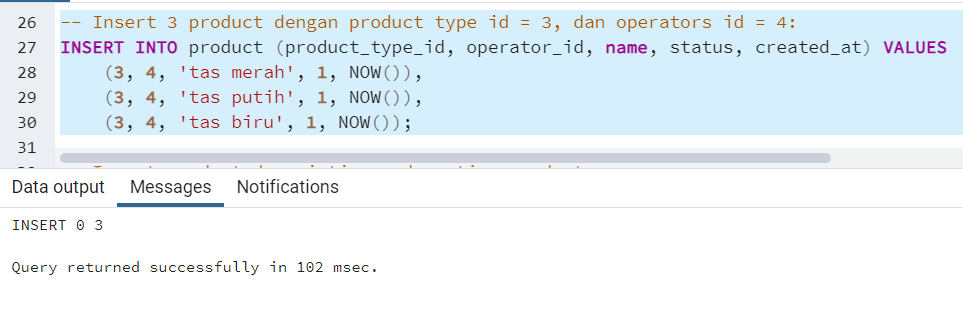 26 -- Insert 3 product dengan product type id = 3, dan operators id = 4:
27 INSERT INTO product (product_type_id, operator_id, name, status, created_at) VALUES
28 (3, 4, 'tas merah', 1, NOW()),
29 (3, 4, 'tas putih', 1, NOW()),
30 (3, 4, 'tas biru', 1, NOW());
31
Data output Messages Notifications
INSERT 0 3
Query returned successfully in 102 msec.